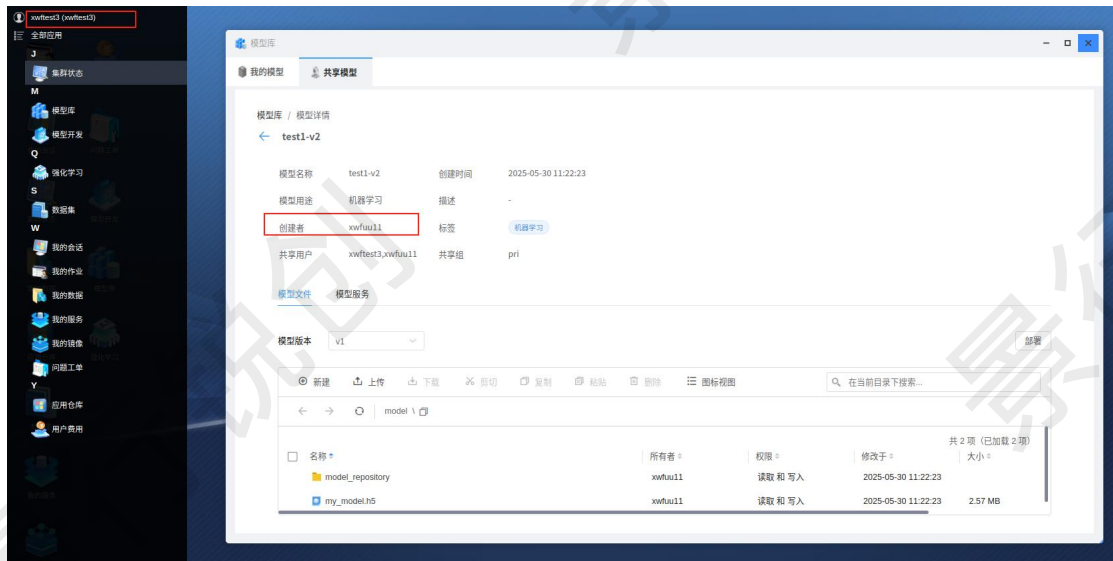 xwftest3 (xwftest3)
全部应用
J
集群状态
M
模型库
模型开发
Q
强化学习
S
数据集
W
我的会话
我的作业
我的数据
我的服务
我的镜像
问题工单
Y
应用仓库
用户费用
模型库
我的模型 共享模型
模型库 / 模型详情
test1-v2
模型名称 test1-v2 创建时间 2025-05-30 11:22:23
模型用途 机器学习 描述 -
创建者 xwfuu11 标签 机器学习
共享用户 xwftest3,xwfuu11 共享组 pri
模型文件 模型服务
模型版本 v1 部署
新建 上传 下载 剪切 复制 粘贴 删除 图标视图 在当前目录下搜索...
model \
共 2 项（已加载 2 项）
名称 所有者 权限 修改于 大小
model_repository xwfuu11 读取 和 写入 2025-05-30 11:22:23
my_model.h5 xwfuu11 读取 和 写入 2025-05-30 11:22:23 2.57 MB